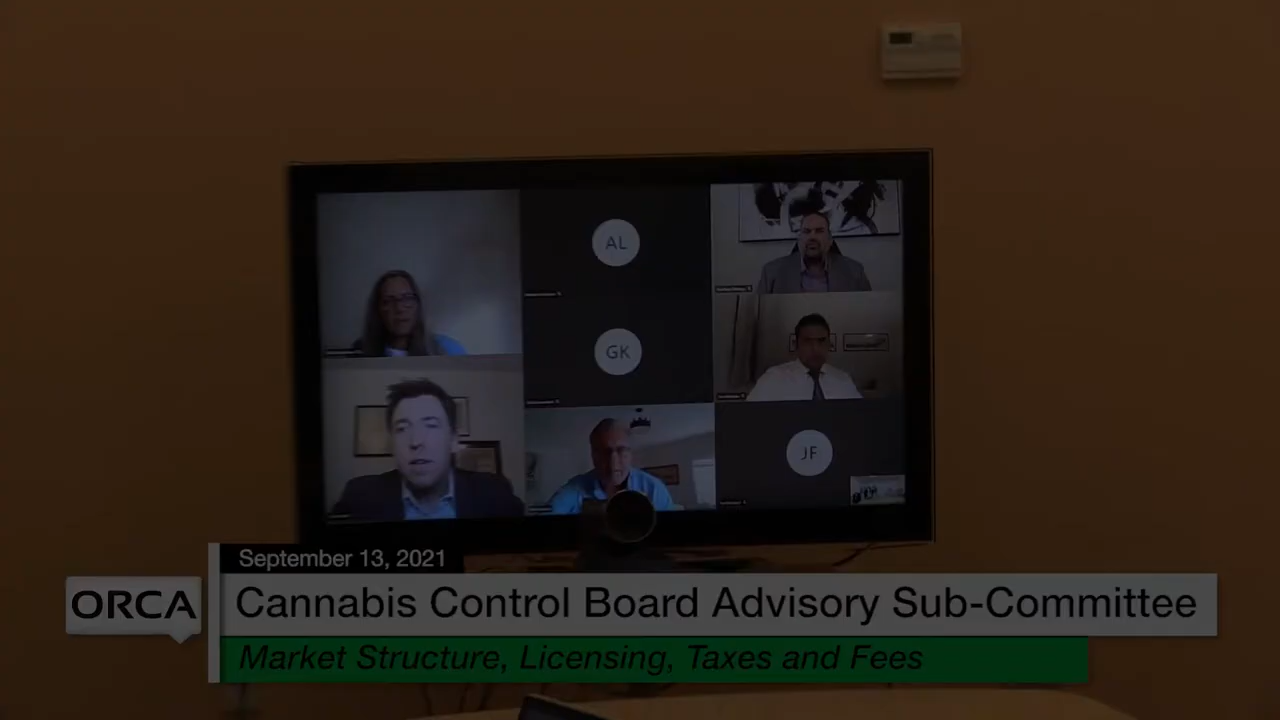 AL
GK
JF
September 13, 2021
ORCA
Cannabis Control Board Advisory Sub-Committee
Market Structure, Licensing, Taxes and Fees